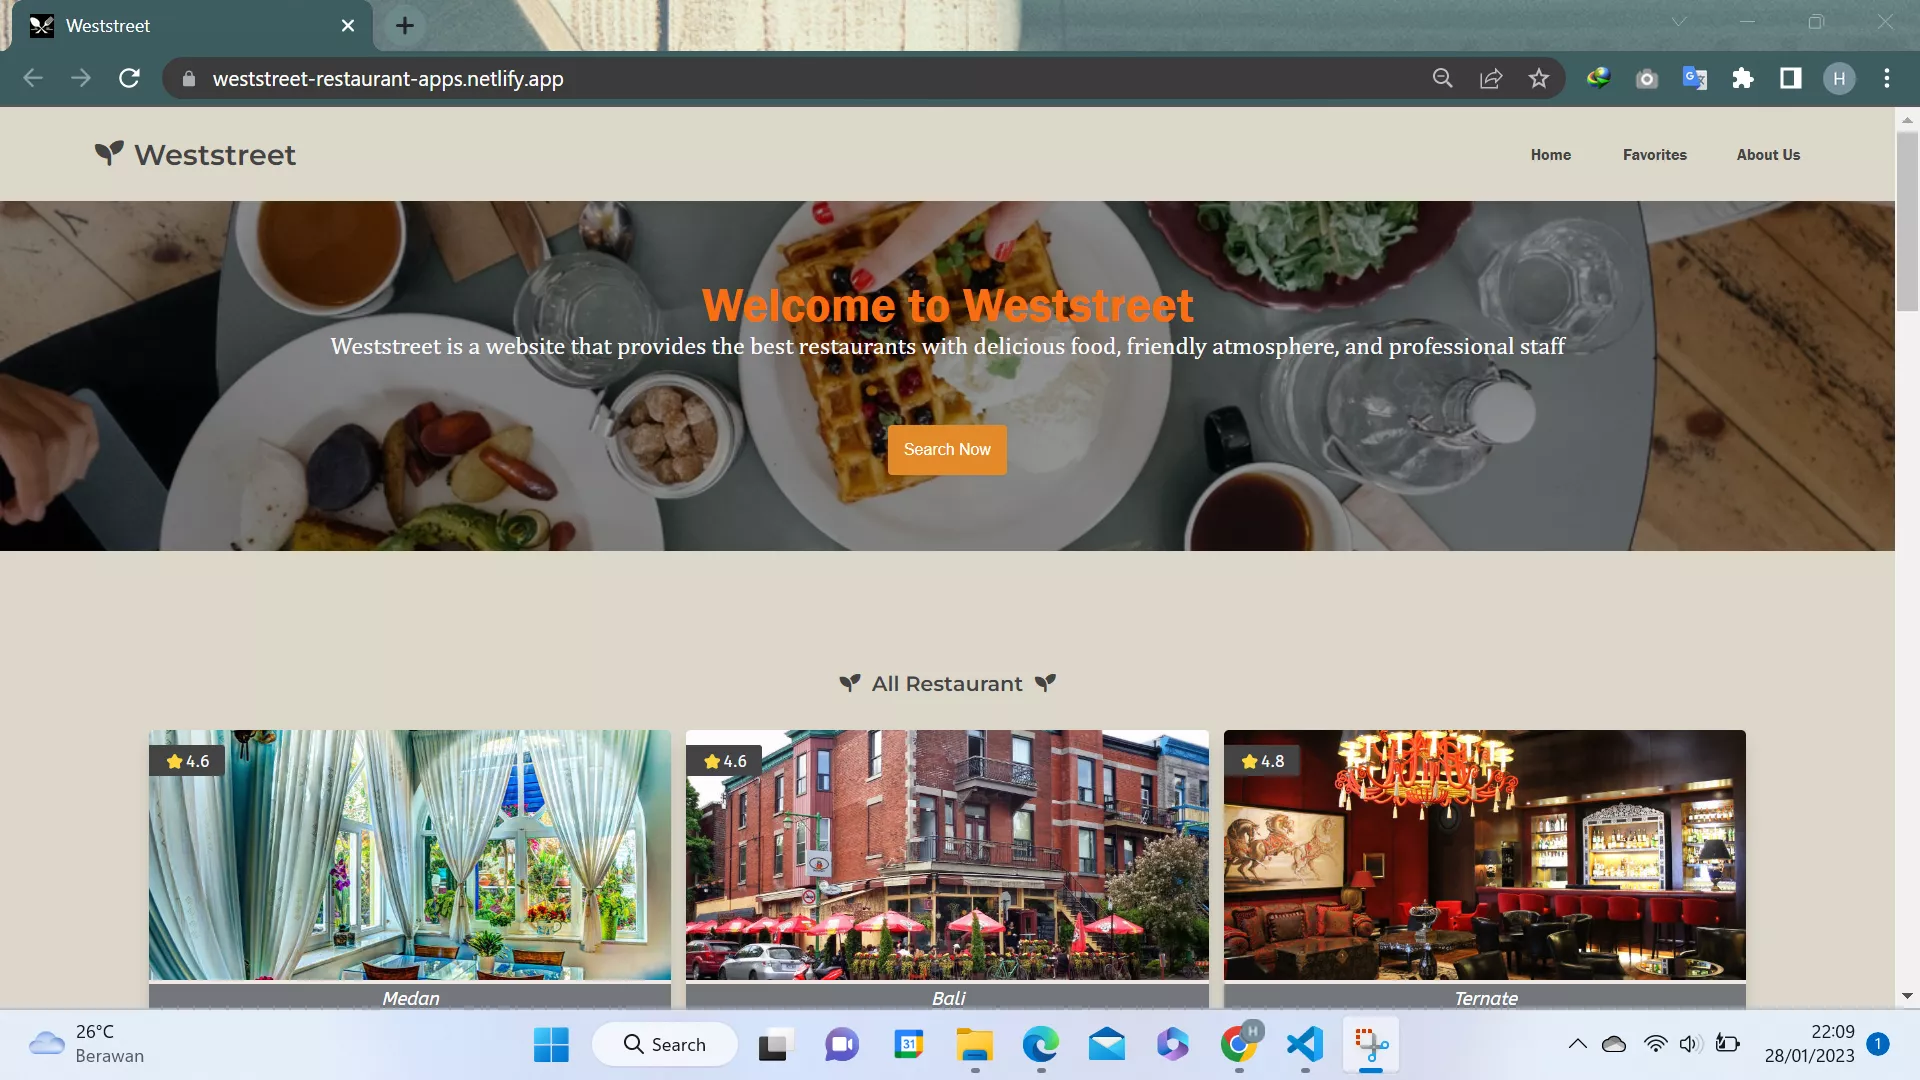 Weststreet
weststreet-restaurant-apps.netlify.app
H
Weststreet
Home Favorites About Us
Welcome to Weststreet
Weststreet is a website that provides the best restaurants with delicious food, friendly atmosphere, and professional staff
Search Now
All Restaurant
4.6
4.6
4.8
Medan
Bali
Ternate
26°C
Berawan
Search
31
H
22:09
28/01/2023
1